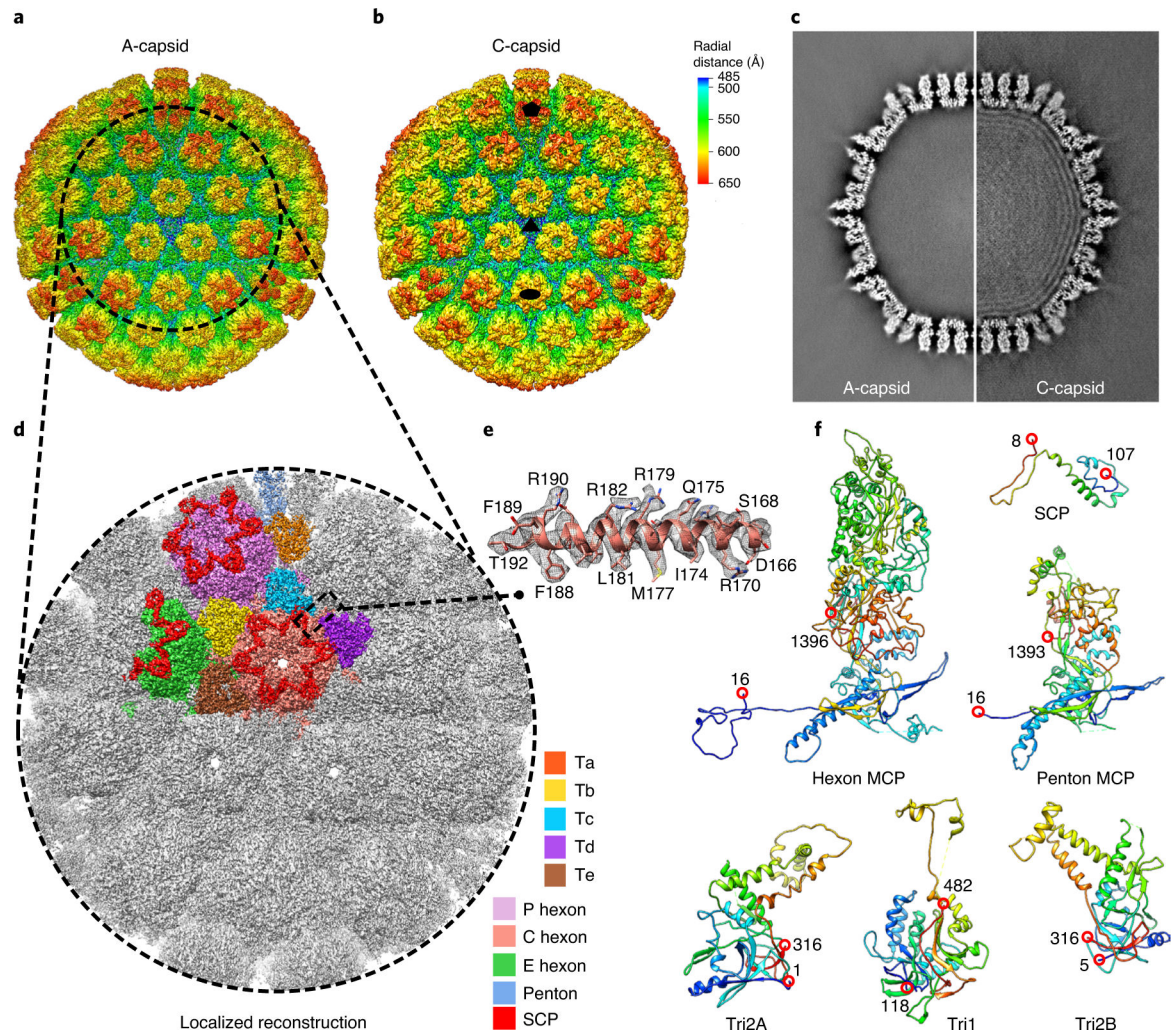 a
A-capsid
b
C-capsid
Radial
distance (Å)
485
500
550
600
650
c
A-capsid
C-capsid
d
Ta
Tb
Tc
Td
Te
P hexon
C hexon
E hexon
Penton
SCP
Localized reconstruction
e
R190
R179
F189
R182
Q175
S168
T192
F188
L181
M177
I174
R170
D166
f
8
107
SCP
1396
16
Hexon MCP
1393
16
Penton MCP
316
1
Tri2A
482
118
Tri1
316
5
Tri2B